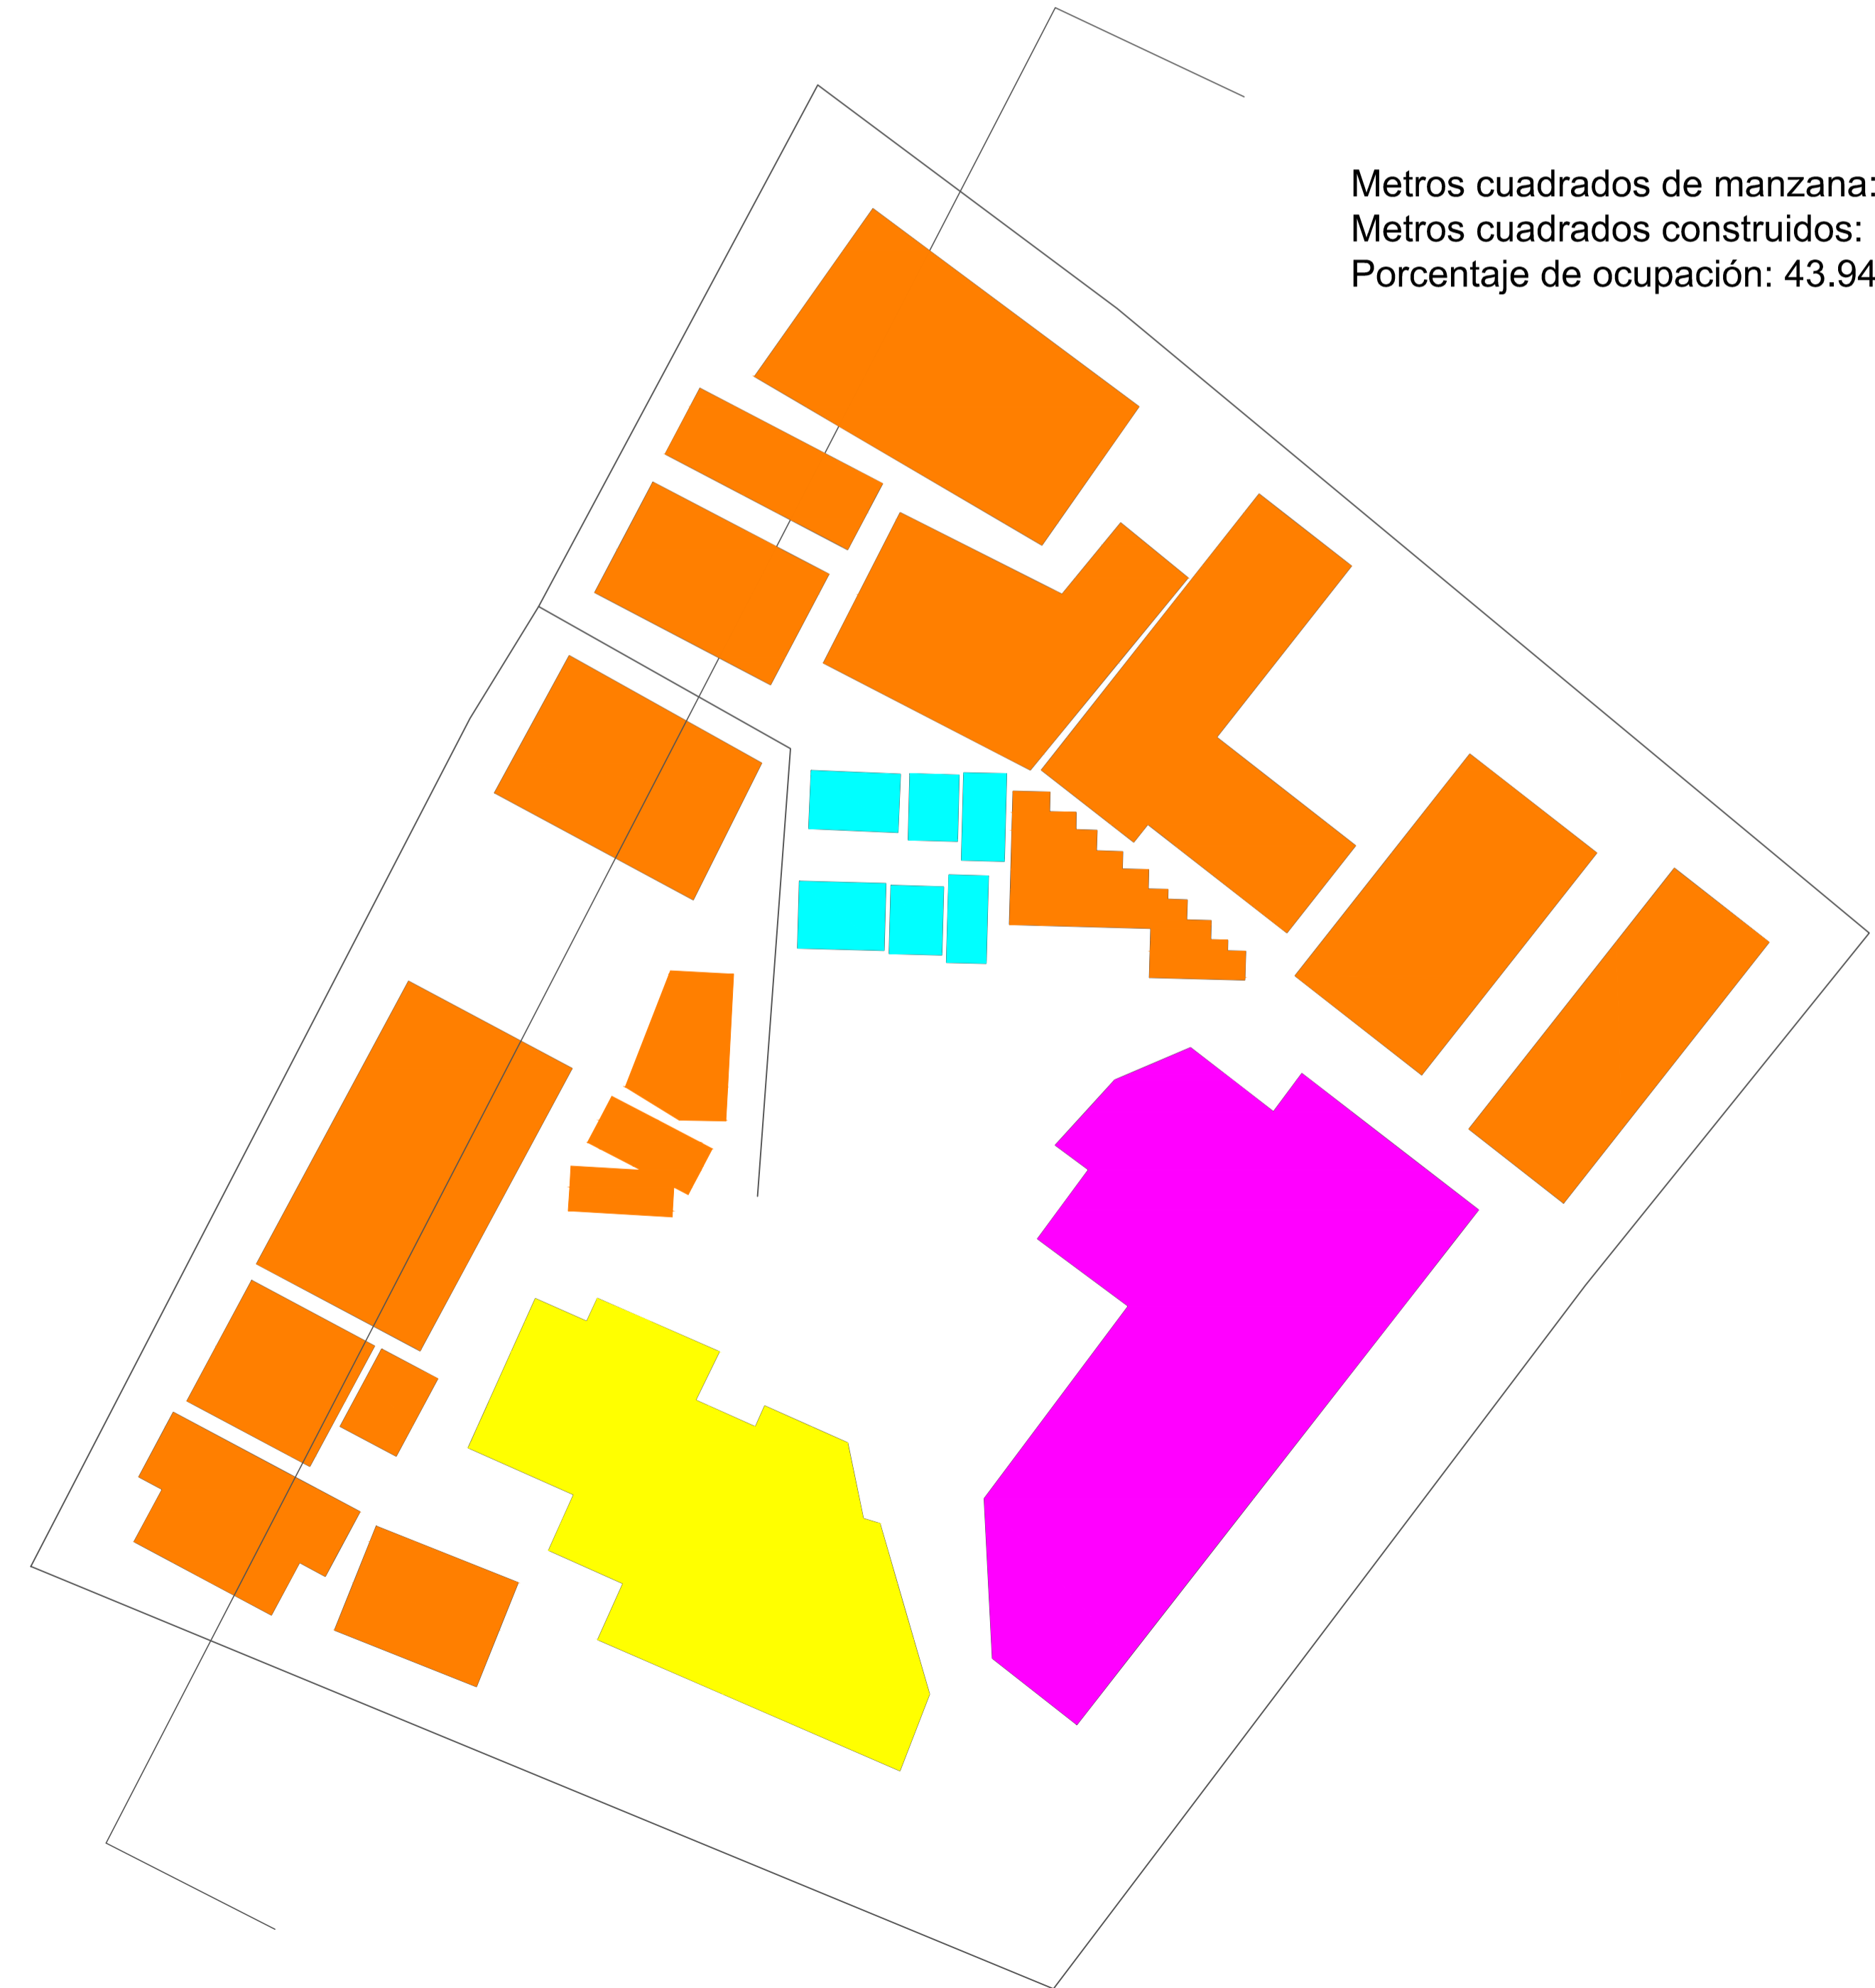 Metros cuadrados de manzana:
Metros cuadrados construidos:
Porcentaje de ocupación: 43.94